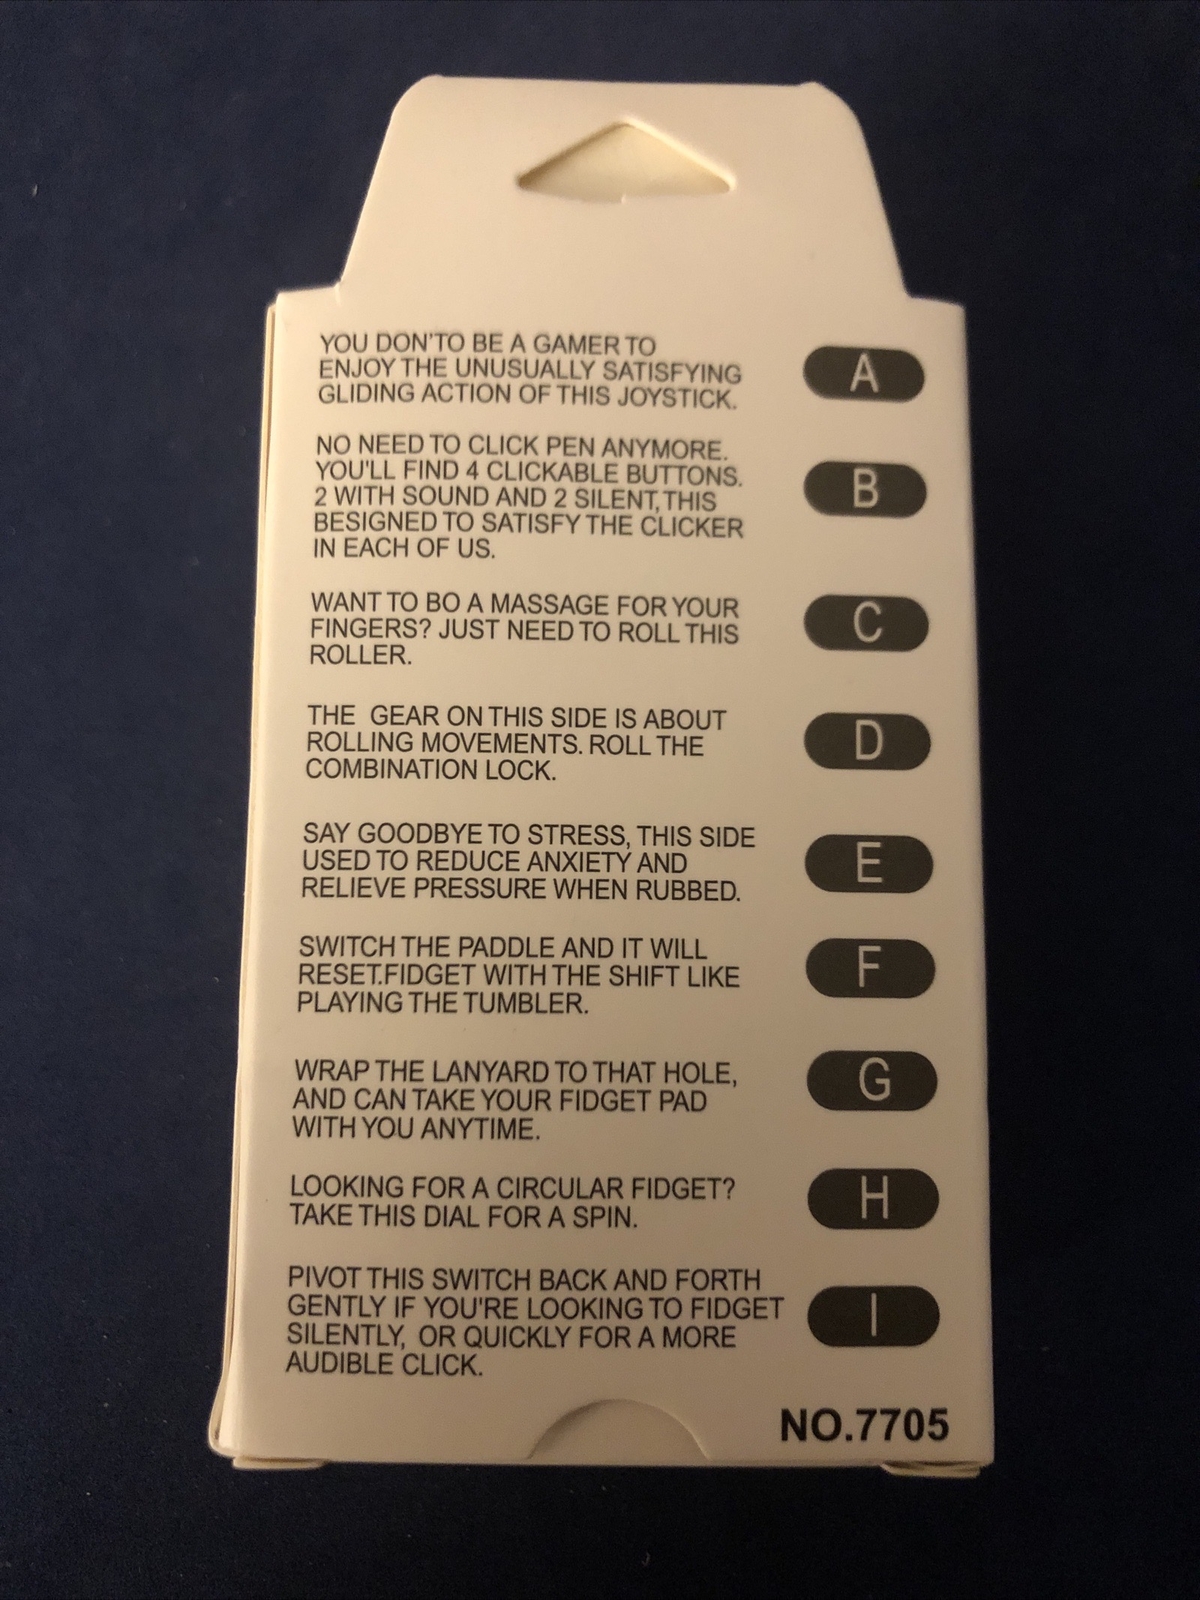 YOU DON'TO BE A GAMER TO
ENJOY THE UNUSUALLY SATISFYING
GLIDING ACTION OF THIS JOYSTICK.
A
NO NEED TO CLICK PEN ANYMORE.
YOU'LL FIND 4 CLICKABLE BUTTONS.
2 WITH SOUND AND 2 SILENT,THIS
BESIGNED TO SATISFY THE CLICKER
IN EACH OF US.
B
WANT TO BO A MASSAGE FOR YOUR
FINGERS? JUST NEED TO ROLL THIS
ROLLER.
C
THE GEAR ON THIS SIDE IS ABOUT
ROLLING MOVEMENTS. ROLL THE
COMBINATION LOCK.
D
SAY GOODBYE TO STRESS, THIS SIDE
USED TO REDUCE ANXIETY AND
RELIEVE PRESSURE WHEN RUBBED.
E
SWITCH THE PADDLE AND IT WILL
RESET.FIDGET WITH THE SHIFT LIKE
PLAYING THE TUMBLER.
F
WRAP THE LANYARD TO THAT HOLE,
AND CAN TAKE YOUR FIDGET PAD
WITH YOU ANYTIME.
G
LOOKING FOR A CIRCULAR FIDGET?
TAKE THIS DIAL FOR A SPIN.
H
PIVOT THIS SWITCH BACK AND FORTH
GENTLY IF YOU'RE LOOKING TO FIDGET
SILENTLY, OR QUICKLY FOR A MORE
AUDIBLE CLICK.
I
NO.7705